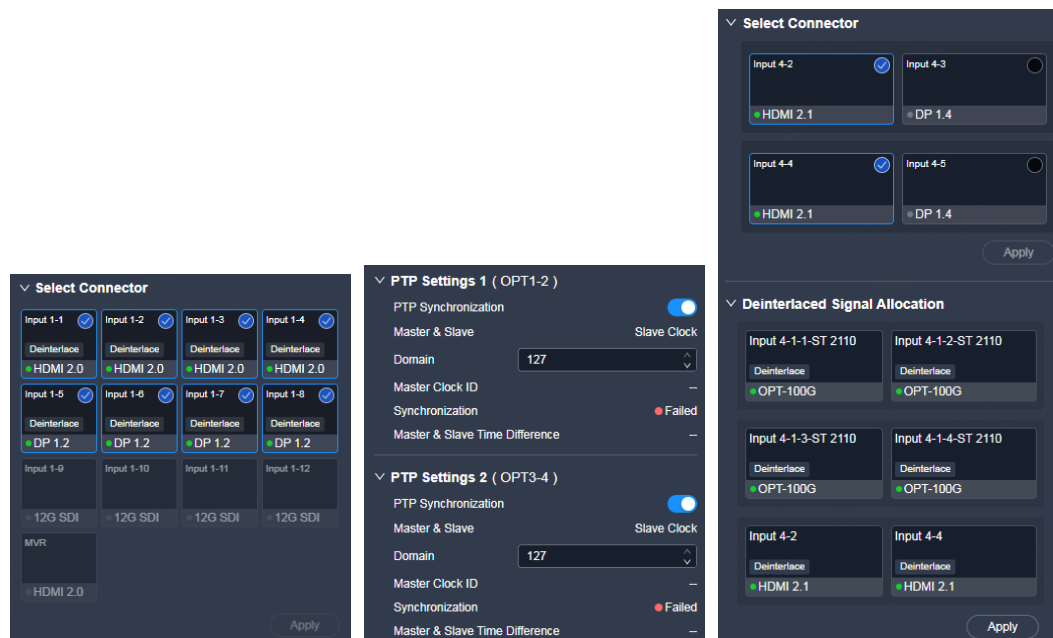 Select Connector
Input 1-1 Input 1-2 Input 1-3 Input 1-4
Deinterlace Deinterlace Deinterlace Deinterlace
HDMI 2.0 HDMI 2.0 HDMI 2.0 HDMI 2.0
Input 1-5 Input 1-6 Input 1-7 Input 1-8
Deinterlace Deinterlace Deinterlace Deinterlace
DP 1.2 DP 1.2 DP 1.2 DP 1.2
Input 1-9 Input 1-10 Input 1-11 Input 1-12
12G SDI 12G SDI 12G SDI 12G SDI
MVR
HDMI 2.0
Apply
PTP Settings 1 ( OPT1-2 )
PTP Synchronization
Master & Slave Slave Clock
Domain 127
Master Clock ID --
Synchronization Failed
Master & Slave Time Difference --
PTP Settings 2 ( OPT3-4 )
PTP Synchronization
Master & Slave Slave Clock
Domain 127
Master Clock ID --
Synchronization Failed
Master & Slave Time Difference --
Select Connector
Input 4-2 Input 4-3
HDMI 2.1 DP 1.4
Input 4-4 Input 4-5
HDMI 2.1 DP 1.4
Apply
Deinterlaced Signal Allocation
Input 4-1-1-ST 2110 Input 4-1-2-ST 2110
Deinterlace Deinterlace
OPT-100G OPT-100G
Input 4-1-3-ST 2110 Input 4-1-4-ST 2110
Deinterlace Deinterlace
OPT-100G OPT-100G
Input 4-2 Input 4-4
Deinterlace Deinterlace
HDMI 2.1 HDMI 2.1
Apply